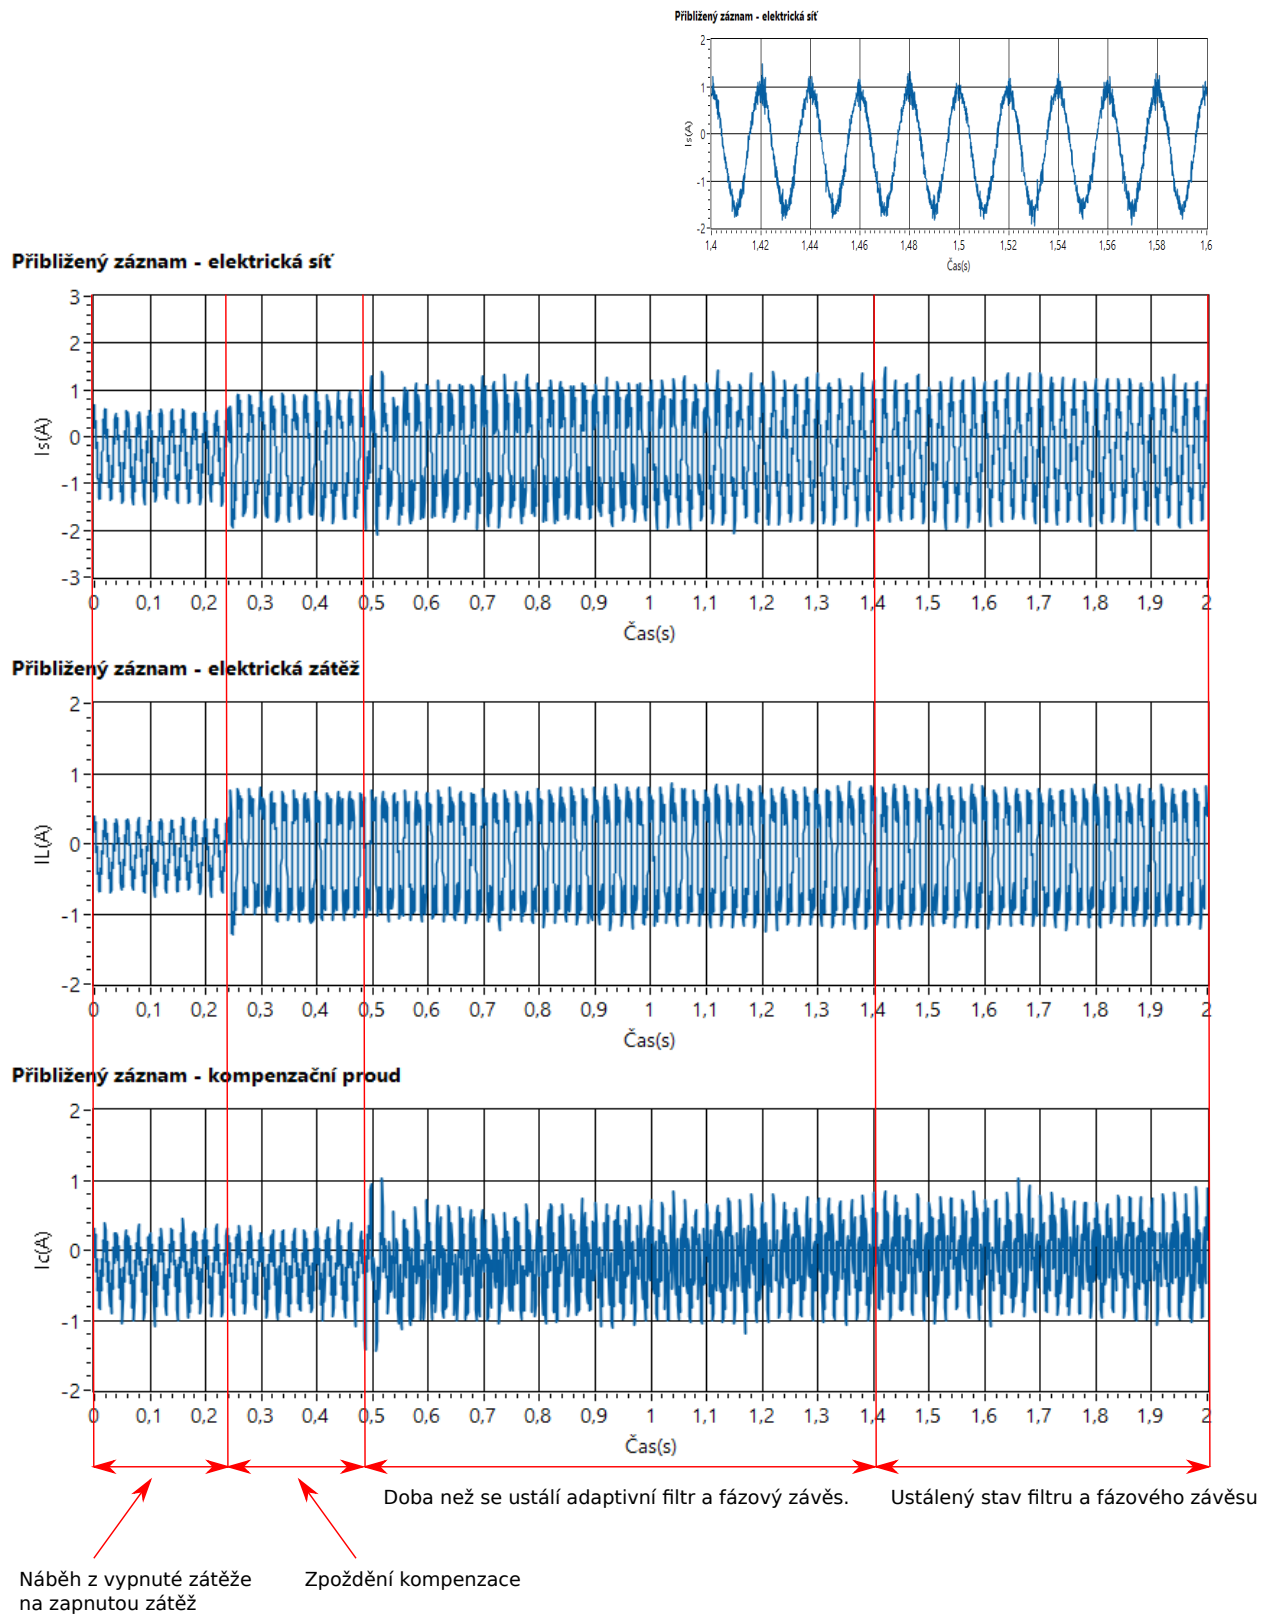 Přibližený záznam - elektrická síť
2
1
0
-1
-2
Is(A)
1,4 1,42 1,44 1,46 1,48 1,5 1,52 1,54 1,56 1,58 1,6
Čas(s)
Přibližený záznam - elektrická síť
3
2
1
0
-1
-2
-3
Is(A)
0 0,1 0,2 0,3 0,4 0,5 0,6 0,7 0,8 0,9 1 1,1 1,2 1,3 1,4 1,5 1,6 1,7 1,8 1,9 2
Čas(s)
Přibližený záznam - elektrická zátěž
2
1
0
-1
-2
IL(A)
0 0,1 0,2 0,3 0,4 0,5 0,6 0,7 0,8 0,9 1 1,1 1,2 1,3 1,4 1,5 1,6 1,7 1,8 1,9 2
Čas(s)
Přibližený záznam - kompenzační proud
2
1
0
-1
-2
Ic(A)
0 0,1 0,2 0,3 0,4 0,5 0,6 0,7 0,8 0,9 1 1,1 1,2 1,3 1,4 1,5 1,6 1,7 1,8 1,9 2
Čas(s)
Doba než se ustálí adaptivní filtr a fázový závěs.
Ustálený stav filtru a fázového závěsu
Náběh z vypnuté zátěže
na zapnutou zátěž
Zpoždění kompenzace